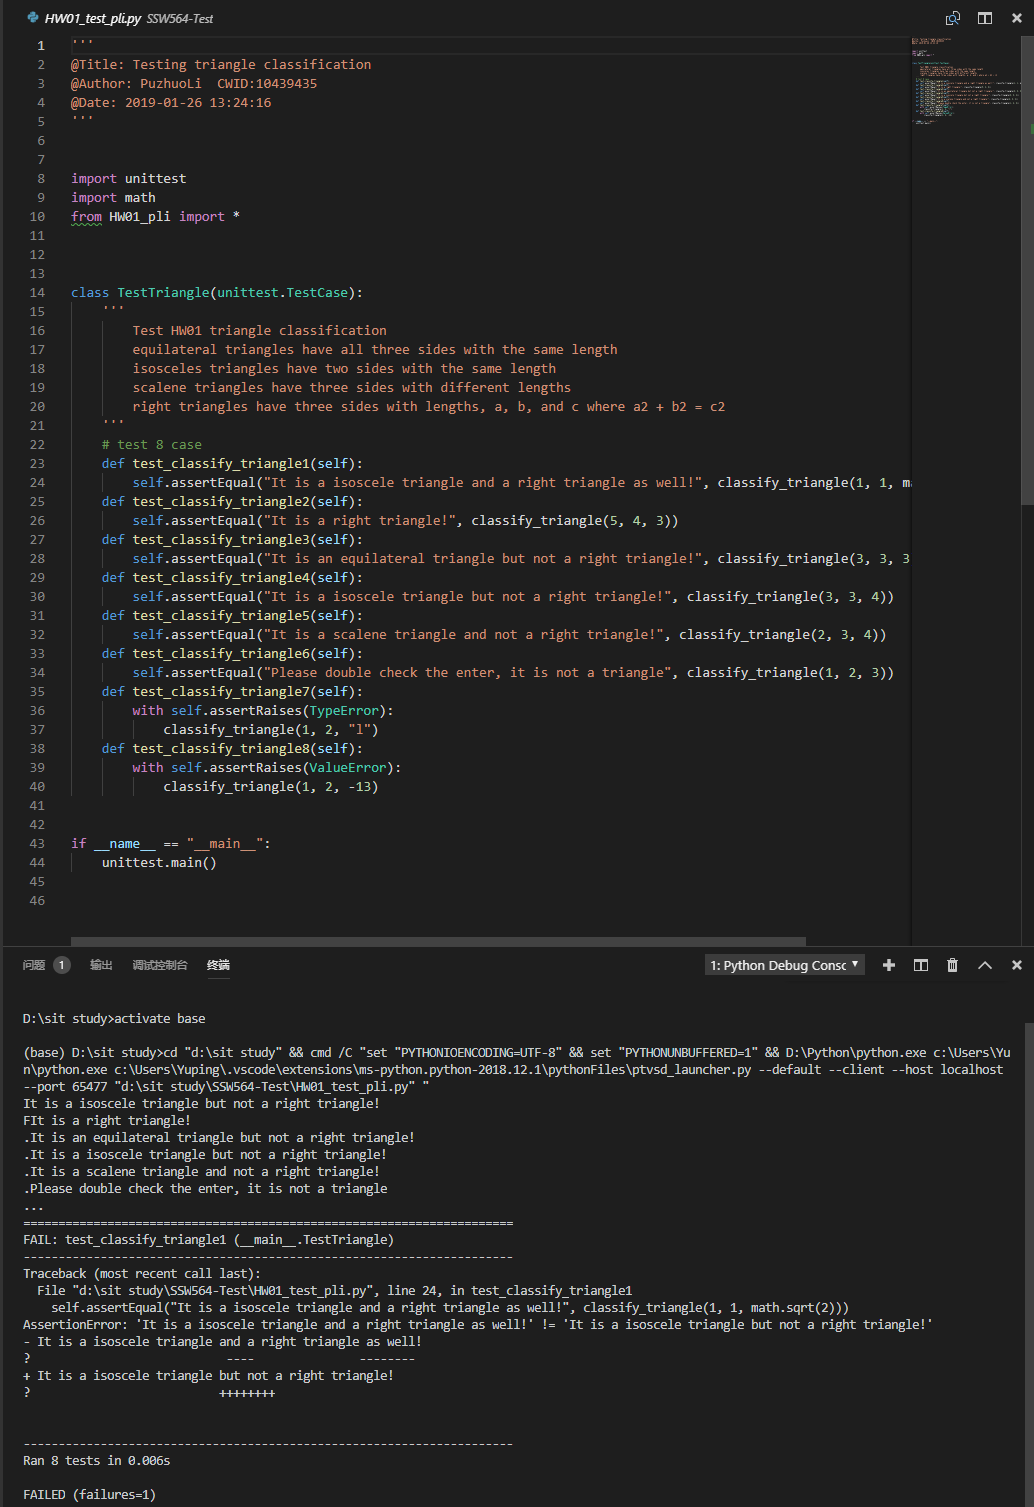 HW01_test_pli.py SSW564-Test
1 '''
2 @Title: Testing triangle classification
3 @Author: PuzhuoLi  CWID:10439435
4 @Date: 2019-01-26 13:24:16
5 '''
6
7
8 import unittest
9 import math
10 from HW01_pli import *
11
12
13
14 class TestTriangle(unittest.TestCase):
15     '''
16         Test HW01 triangle classification
17         equilateral triangles have all three sides with the same length
18         isosceles triangles have two sides with the same length
19         scalene triangles have three sides with different lengths
20         right triangles have three sides with lengths, a, b, and c where a2 + b2 = c2
21     '''
22     # test 8 case
23     def test_classify_triangle1(self):
24         self.assertEqual("It is a isoscele triangle and a right triangle as well!", classify_triangle(1, 1, m
25     def test_classify_triangle2(self):
26         self.assertEqual("It is a right triangle!", classify_triangle(5, 4, 3))
27     def test_classify_triangle3(self):
28         self.assertEqual("It is an equilateral triangle but not a right triangle!", classify_triangle(3, 3, 3
29     def test_classify_triangle4(self):
30         self.assertEqual("It is a isoscele triangle but not a right triangle!", classify_triangle(3, 3, 4))
31     def test_classify_triangle5(self):
32         self.assertEqual("It is a scalene triangle and not a right triangle!", classify_triangle(2, 3, 4))
33     def test_classify_triangle6(self):
34         self.assertEqual("Please double check the enter, it is not a triangle", classify_triangle(1, 2, 3))
35     def test_classify_triangle7(self):
36         with self.assertRaises(TypeError):
37             classify_triangle(1, 2, "l")
38     def test_classify_triangle8(self):
39         with self.assertRaises(ValueError):
40             classify_triangle(1, 2, -13)
41
42
43 if __name__ == "__main__":
44     unittest.main()
45
46
问题 1 输出 调试控制台 终端 1: Python Debug Consc
D:\sit study>activate base
(base) D:\sit study>cd "d:\sit study" && cmd /C "set "PYTHONIOENCODING=UTF-8" && set "PYTHONUNBUFFERED=1" && D:\Python\python.exe c:\Users\Yu
n\python.exe c:\Users\Yuping\.vscode\extensions\ms-python.python-2018.12.1\pythonFiles\ptvsd_launcher.py --default --client --host localhost
--port 65477 "d:\sit study\SSW564-Test\HW01_test_pli.py" "
It is a isoscele triangle but not a right triangle!
FIt is a right triangle!
.It is an equilateral triangle but not a right triangle!
.It is a isoscele triangle but not a right triangle!
.It is a scalene triangle and not a right triangle!
.Please double check the enter, it is not a triangle
...
======================================================================
FAIL: test_classify_triangle1 (__main__.TestTriangle)
----------------------------------------------------------------------
Traceback (most recent call last):
  File "d:\sit study\SSW564-Test\HW01_test_pli.py", line 24, in test_classify_triangle1
    self.assertEqual("It is a isoscele triangle and a right triangle as well!", classify_triangle(1, 1, math.sqrt(2)))
AssertionError: 'It is a isoscele triangle and a right triangle as well!' != 'It is a isoscele triangle but not a right triangle!'
- It is a isoscele triangle and a right triangle as well!
?                            ----               --------
+ It is a isoscele triangle but not a right triangle!
?                           ++++++++
----------------------------------------------------------------------
Ran 8 tests in 0.006s
FAILED (failures=1)